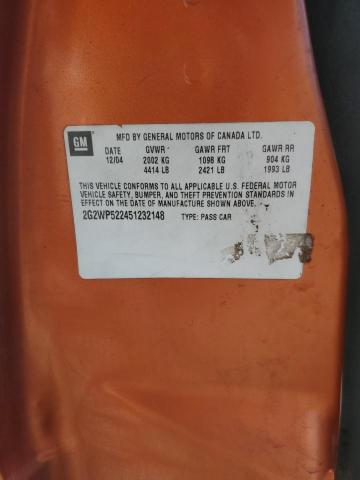 GM
MFD BY GENERAL MOTORS OF CANADA LTD.
DATE GVWR GAWR FRT GAWR RR
12/04 2002 KG 1098 KG 904 KG
4414 LB 2421 LB 1993 LB
THIS VEHICLE CONFORMS TO ALL APPLICABLE U.S. FEDERAL MOTOR
VEHICLE SAFETY, BUMPER, AND THEFT PREVENTION STANDARDS
IN EFFECT ON THE DATE OF MANUFACTURE SHOWN ABOVE.
2G2WP522451232148 TYPE: PASS CAR